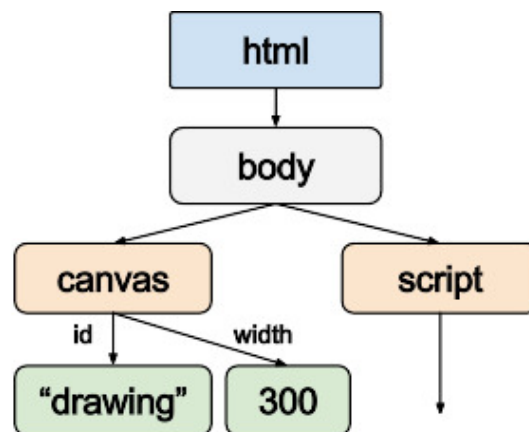 html
body
canvas
script
id
width
“drawing”
300